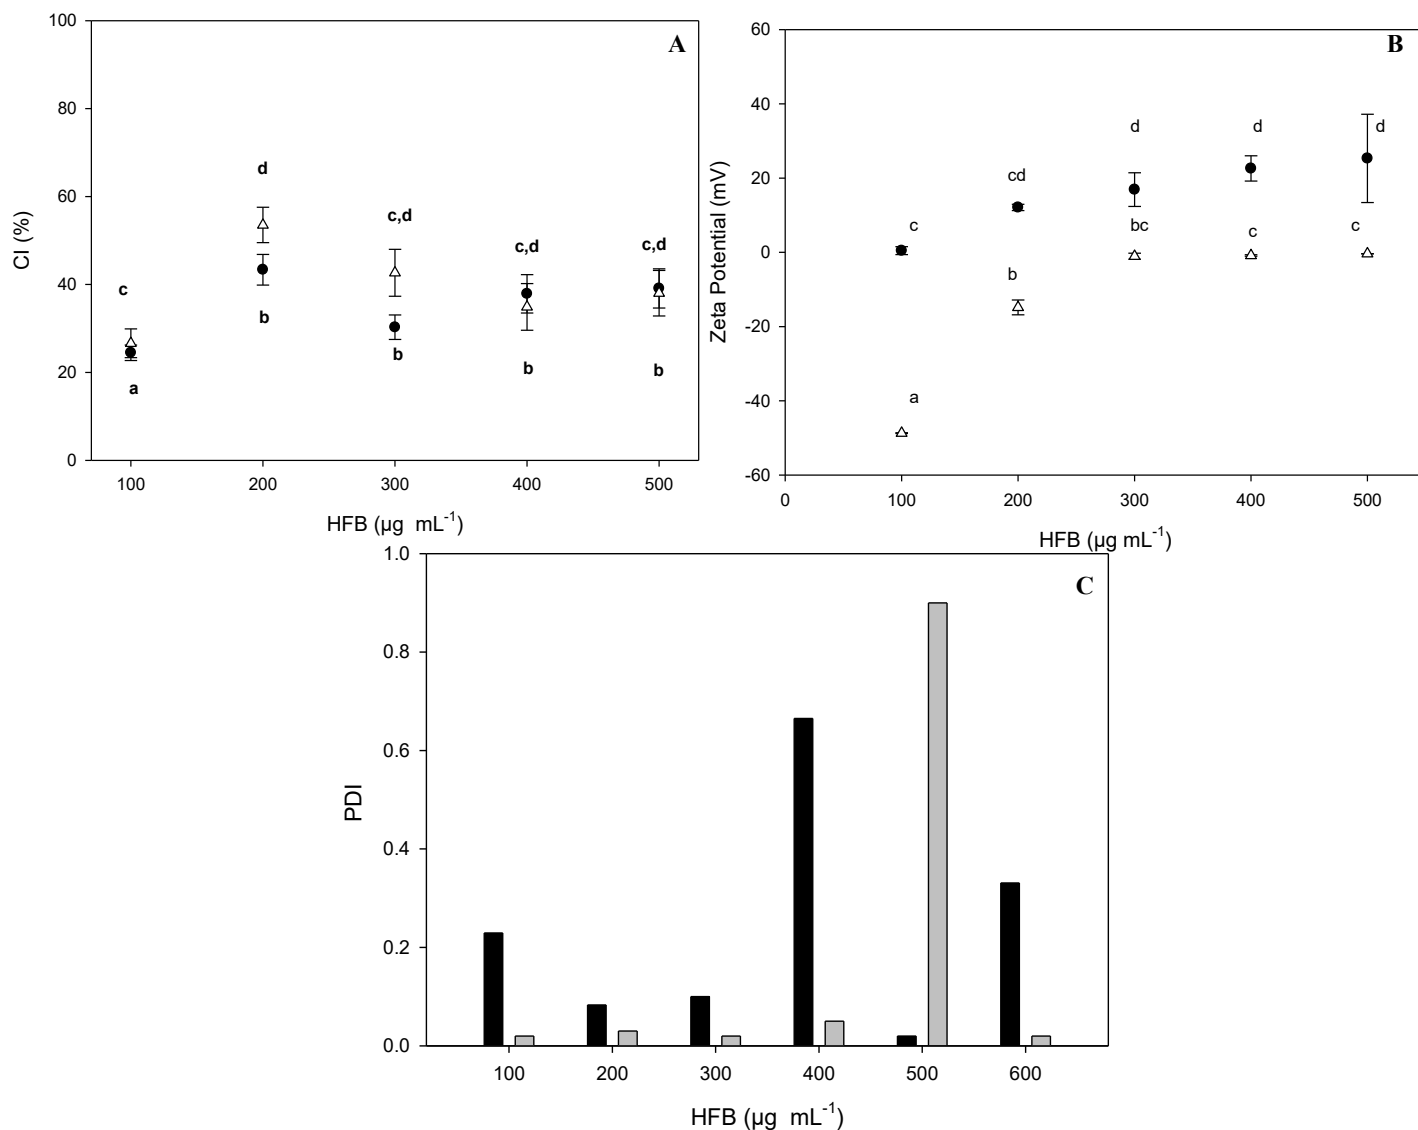 A
CI (%)
100
80
60
40
20
0
c
d
c,d
c,d
c,d
a
b
b
b
b
100
200
300
400
500
HFB (µg mL⁻¹)
B
Zeta Potential (mV)
60
40
20
0
-20
-40
-60
c
cd
d
d
d
a
b
bc
c
c
0
100
200
300
400
500
HFB (µg mL⁻¹)
C
PDI
1.0
0.8
0.6
0.4
0.2
0.0
100
200
300
400
500
600
HFB (µg mL⁻¹)